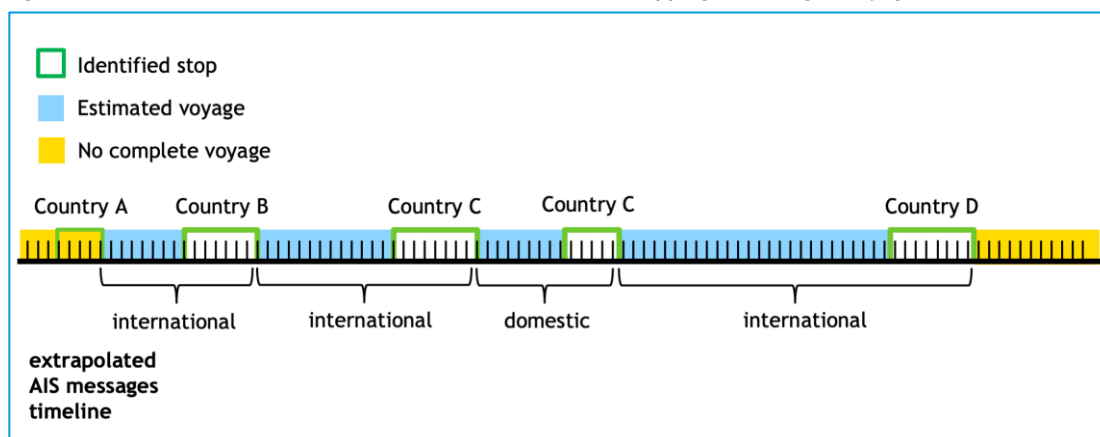 Identified stop
Estimated voyage
No complete voyage
Country A Country B Country C Country C Country D
international international domestic international
extrapolated
AIS messages
timeline